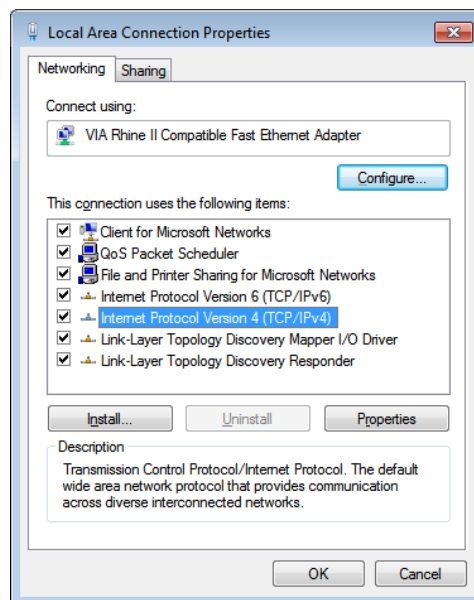 Local Area Connection Properties
Networking
Sharing
Connect using:
VIA Rhine II Compatible Fast Ethernet Adapter
Configure...
This connection uses the following items:
Client for Microsoft Networks
QoS Packet Scheduler
File and Printer Sharing for Microsoft Networks
Internet Protocol Version 6 (TCP/IPv6)
Internet Protocol Version 4 (TCP/IPv4)
Link-Layer Topology Discovery Mapper I/O Driver
Link-Layer Topology Discovery Responder
Install...
Uninstall
Properties
Description
Transmission Control Protocol/Internet Protocol. The default
wide area network protocol that provides communication
across diverse interconnected networks.
OK
Cancel